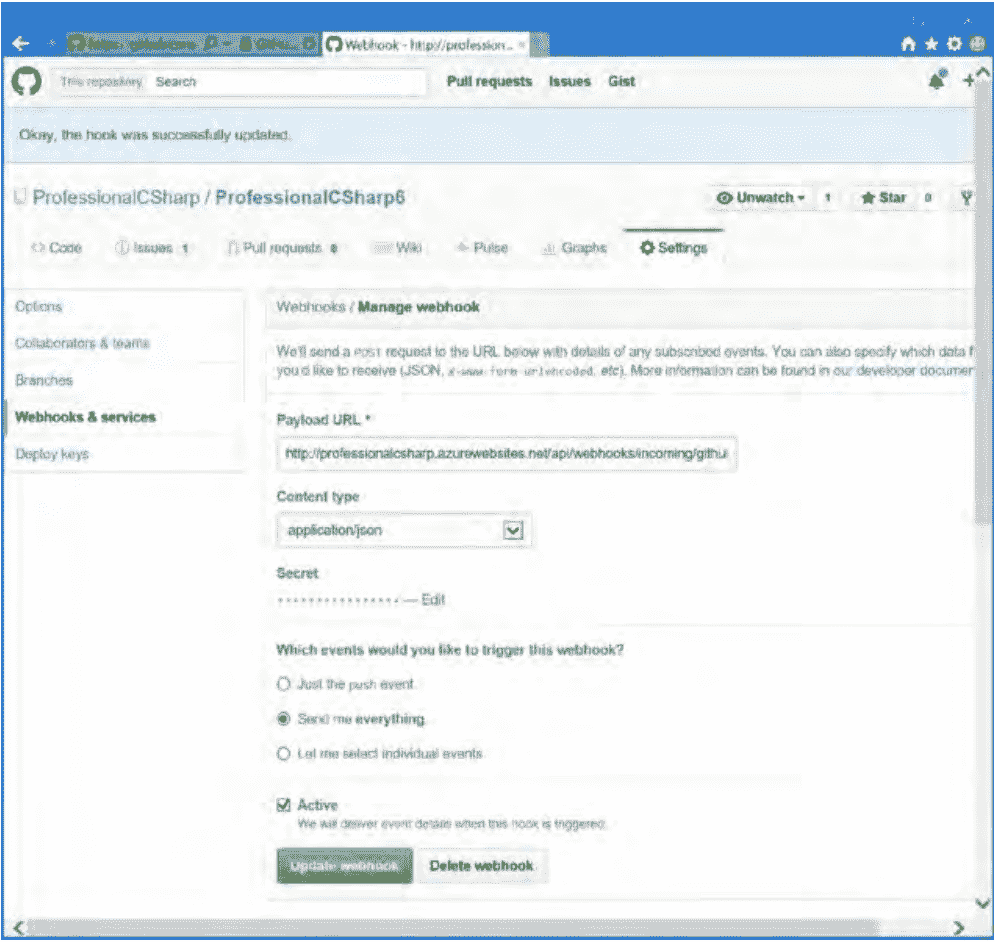 Webhook - http://profession... ×
This repository Search
Pull requests Issues Gist
Okay, the hook was successfully updated.
ProfessionalCSharp / ProfessionalCSharp6
Unwatch 1 Star 0
Code Issues 1 Pull requests 0 Wiki Pulse Graphs Settings
Options
Collaborators & teams
Branches
Webhooks & services
Deploy keys
Webhooks / Manage webhook
We'll send a POST request to the URL below with details of any subscribed events. You can also specify which data f
you'd like to receive (JSON, x-www-form-urlencoded, etc). More information can be found in our developer documen
Payload URL *
http://professionalcsharp.azurewebsites.net/api/webhooks/incoming/githu
Content type
application/json
Secret
················ — Edit
Which events would you like to trigger this webhook?
Just the push event.
Send me everything.
Let me select individual events.
Active
We will deliver event details when this hook is triggered.
Update webhook Delete webhook